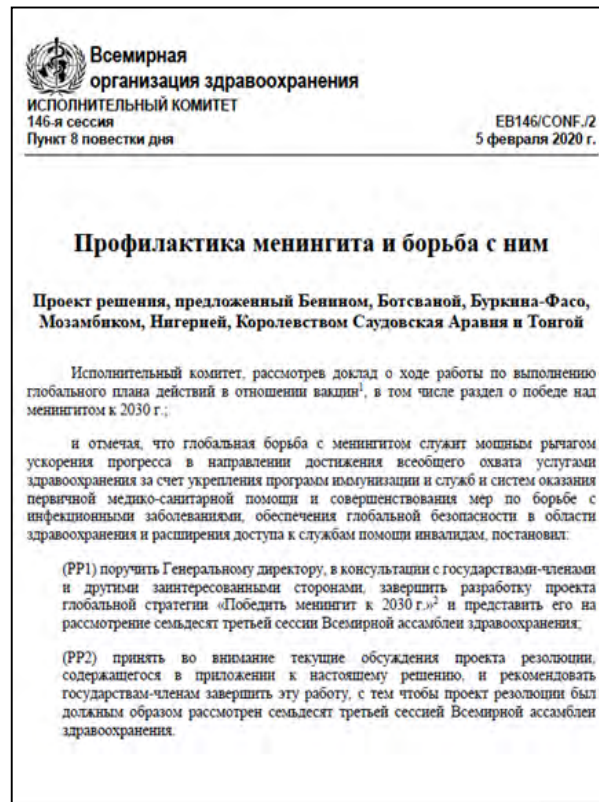 Всемирная
организация здравоохранения
ИСПОЛНИТЕЛЬНЫЙ КОМИТЕТ
146-я сессия
EB146/CONF./2
Пункт 8 повестки дня
5 февраля 2020 г.
Профилактика менингита и борьба с ним
Проект решения, предложенный Бенином, Ботсваной, Буркина-Фасо,
Мозамбиком, Нигерией, Королевством Саудовская Аравия и Тонгой
Исполнительный комитет, рассмотрев доклад о ходе работы по выполнению
глобального плана действий в отношении вакцин¹, в том числе раздел о победе над
менингитом к 2030 г.;
и отмечая, что глобальная борьба с менингитом служит мощным рычагом
ускорения прогресса в направлении достижения всеобщего охвата услугами
здравоохранения за счет укрепления программ иммунизации и служб и систем оказания
первичной медико-санитарной помощи и совершенствования мер по борьбе с
инфекционными заболеваниями, обеспечения глобальной безопасности в области
здравоохранения и расширения доступа к службам помощи инвалидам, постановил:
(PP1) поручить Генеральному директору, в консультации с государствами-членами
и другими заинтересованными сторонами, завершить разработку проекта
глобальной стратегии «Победить менингит к 2030 г.»² и представить его на
рассмотрение семьдесят третьей сессии Всемирной ассамблеи здравоохранения;
(PP2) принять во внимание текущие обсуждения проекта резолюции,
содержащегося в приложении к настоящему решению, и рекомендовать
государствам-членам завершить эту работу, с тем чтобы проект резолюции был
должным образом рассмотрен семьдесят третьей сессией Всемирной ассамблеи
здравоохранения.